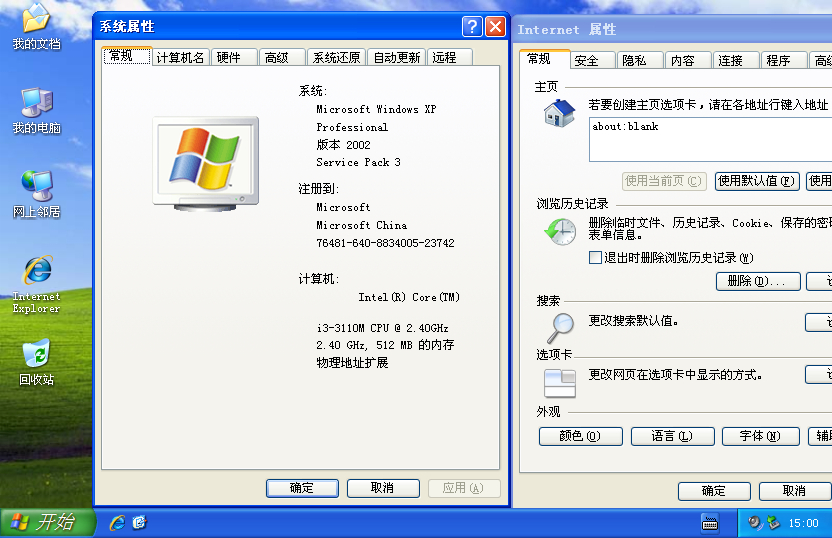 我的文档
我的电脑
网上邻居
Internet
Explorer
回收站
系统属性
常规 计算机名 硬件 高级 系统还原 自动更新 远程
系统:
Microsoft Windows XP
Professional
版本 2002
Service Pack 3
注册到:
Microsoft
Microsoft China
76481-640-8834005-23742
计算机:
Intel(R) Core(TM)
i3-3110M CPU @ 2.40GHz
2.40 GHz, 512 MB 的内存
物理地址扩展
确定 取消 应用(A)
Internet 属性
常规 安全 隐私 内容 连接 程序 高级
主页
若要创建主页选项卡，请在各地址行键入地址
about:blank
使用当前页(C) 使用默认值(F) 使用
浏览历史记录
删除临时文件、历史记录、Cookie、保存的密码
表单信息。
退出时删除浏览历史记录(W)
删除(D)...
搜索
更改搜索默认值。
选项卡
更改网页在选项卡中显示的方式。
外观
颜色(O) 语言(L) 字体(N) 辅助
确定 取消
开始
15:00